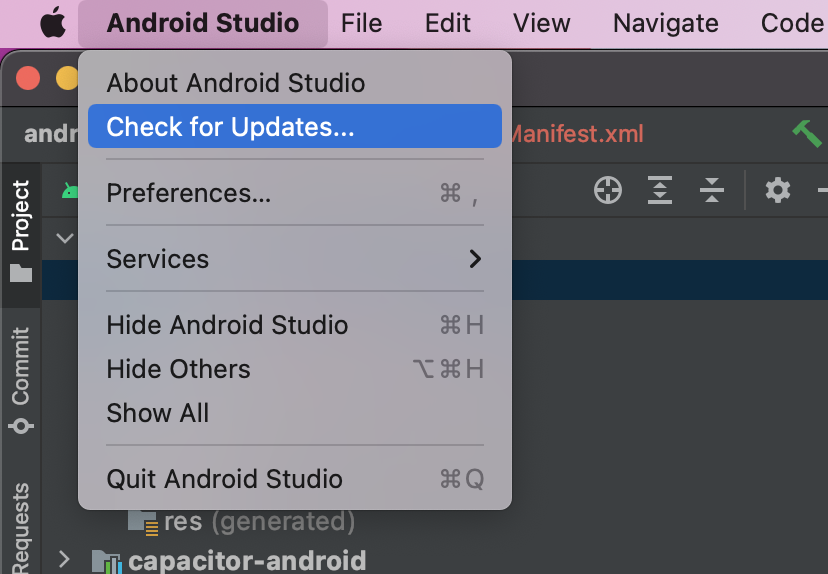 Android Studio File Edit View Navigate Code
About Android Studio
andr
Manifest.xml
Check for Updates...
Project
Preferences... ⌘ ,
Services
Hide Android Studio ⌘H
Commit
Hide Others ⌥⌘H
Show All
Quit Android Studio ⌘Q
Requests
res (generated)
capacitor-android